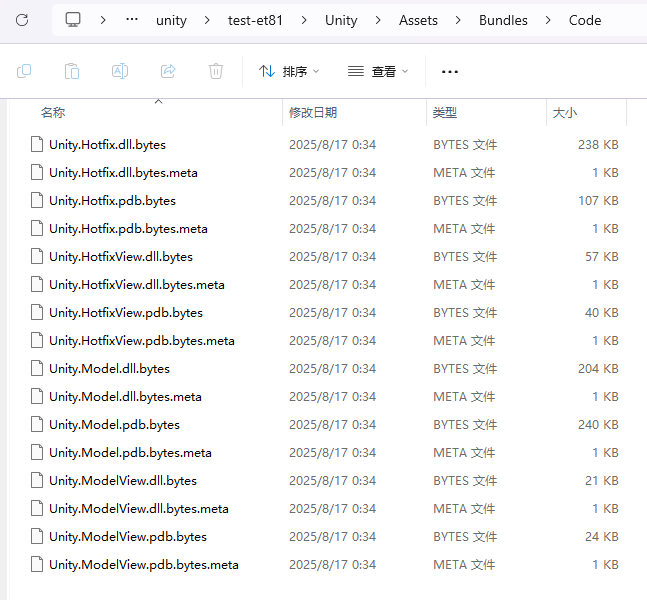 ··· unity > test-et81 > Unity > Assets > Bundles > Code
排序 查看 ···
名称 修改日期 类型 大小
Unity.Hotfix.dll.bytes 2025/8/17 0:34 BYTES 文件 238 KB
Unity.Hotfix.dll.bytes.meta 2025/8/17 0:34 META 文件 1 KB
Unity.Hotfix.pdb.bytes 2025/8/17 0:34 BYTES 文件 107 KB
Unity.Hotfix.pdb.bytes.meta 2025/8/17 0:34 META 文件 1 KB
Unity.HotfixView.dll.bytes 2025/8/17 0:34 BYTES 文件 57 KB
Unity.HotfixView.dll.bytes.meta 2025/8/17 0:34 META 文件 1 KB
Unity.HotfixView.pdb.bytes 2025/8/17 0:34 BYTES 文件 40 KB
Unity.HotfixView.pdb.bytes.meta 2025/8/17 0:34 META 文件 1 KB
Unity.Model.dll.bytes 2025/8/17 0:34 BYTES 文件 204 KB
Unity.Model.dll.bytes.meta 2025/8/17 0:34 META 文件 1 KB
Unity.Model.pdb.bytes 2025/8/17 0:34 BYTES 文件 240 KB
Unity.Model.pdb.bytes.meta 2025/8/17 0:34 META 文件 1 KB
Unity.ModelView.dll.bytes 2025/8/17 0:34 BYTES 文件 21 KB
Unity.ModelView.dll.bytes.meta 2025/8/17 0:34 META 文件 1 KB
Unity.ModelView.pdb.bytes 2025/8/17 0:34 BYTES 文件 24 KB
Unity.ModelView.pdb.bytes.meta 2025/8/17 0:34 META 文件 1 KB